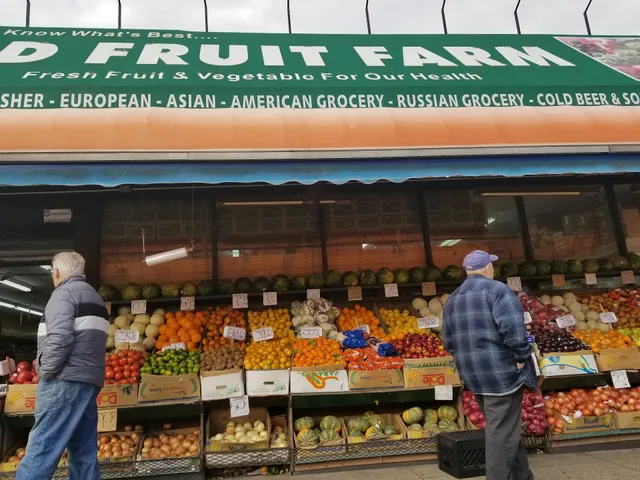 Know What's Best....
D FRUIT FARM
Fresh Fruit & Vegetable For Our Health
SHER - EUROPEAN - ASIAN - AMERICAN GROCERY - RUSSIAN GROCERY - COLD BEER & SO